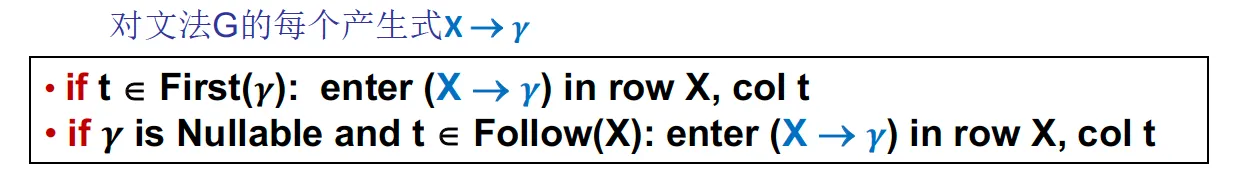 对文法G的每个产生式X → γ
• if t ∈ First(γ): enter (X → γ) in row X, col t
• if γ is Nullable and t ∈ Follow(X): enter (X → γ) in row X, col t